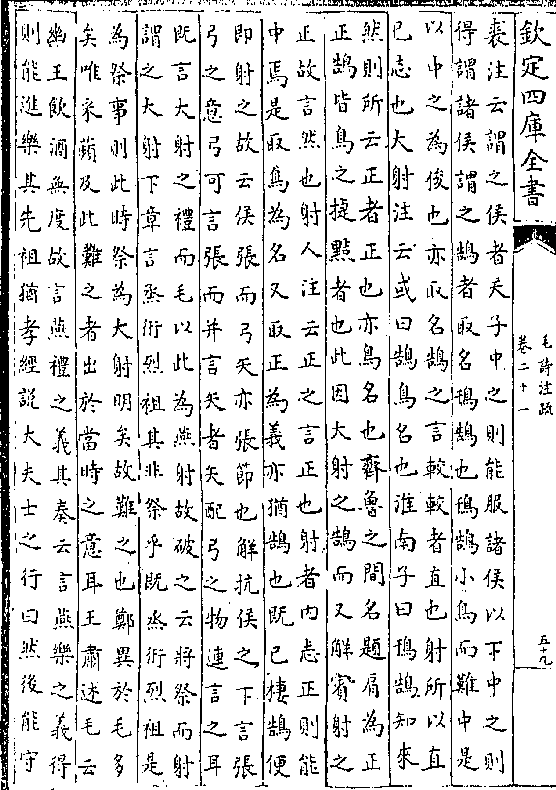 欽定四庫全書
毛詩注疏
卷二十一
五十九
裘注云謂之侯者天子中之則能服諸侯以下中之則
得謂諸侯謂之鵠者取名鳱鵠也鳱鵠小鳥而難中是
以中之為俊也亦取名鵠之言較較者直也射所以直
已志也大射注云或曰鵠鳥名也淮南子曰鳱鵠知來
然則所云正者正也亦鳥名也齊魯之間名題肩為正
正鵠皆鳥之捷黠者也此因大射之鵠而又解賓射之
正故言然也射人注云正之言正也射者内志正則能
中焉是取鳥為名又取正為義亦猶鵠也既已棲鵠便
即射之故云侯張而弓矢亦張節也解抗侯之下言張
弓之意弓可言張而并言矢者矢配弓之物連言之耳
既言大射之禮而毛以此為燕射故破之云將祭而射
謂之大射下章言烝衎烈祖其非祭乎既烝衎烈祖是
為祭事則此時祭為大射明矣故難之也鄭異於毛多
矣唯采蘋及此難之者出於當時之意耳王肅述毛云
幽王飲酒無度故言燕禮之義其奏云言燕樂之義得
則能進樂其先祖猶孝經說大夫士之行曰然後能守